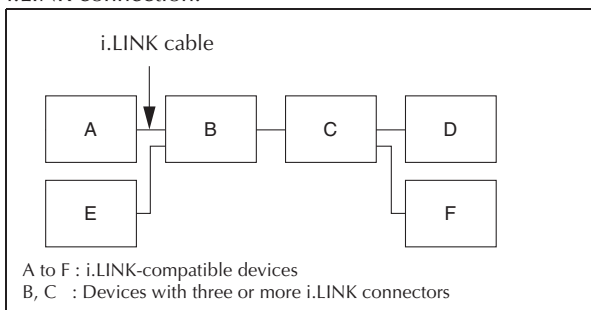 i.LINK connection.
i.LINK cable
A
B
C
D
E
F
A to F : i.LINK-compatible devices
B, C : Devices with three or more i.LINK connectors